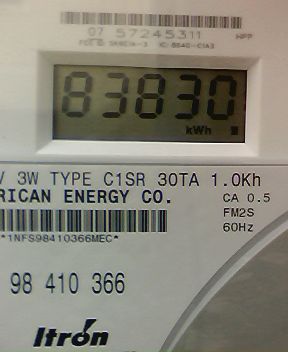 07 57245311 HPP
83830
kWh
V 3W TYPE C1SR 30TA 1.0Kh
RICAN ENERGY CO. CA 0.5
FM2S
*1NFS98410366MEC* 60Hz
98 410 366
Itron